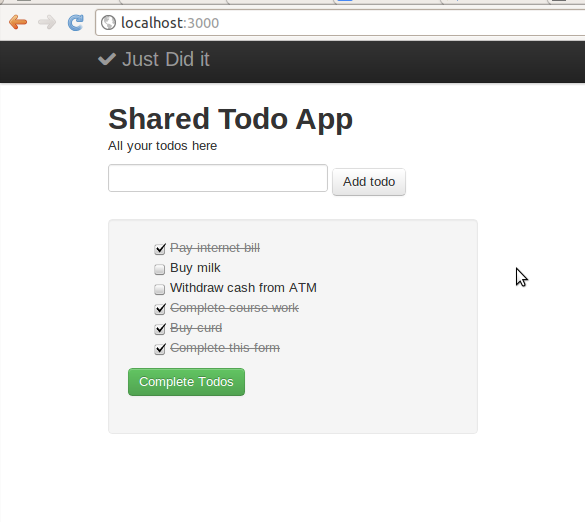 localhost:3000
Just Did it
Shared Todo App
All your todos here
Add todo
Pay internet bill
Buy milk
Withdraw cash from ATM
Complete course work
Buy curd
Complete this form
Complete Todos